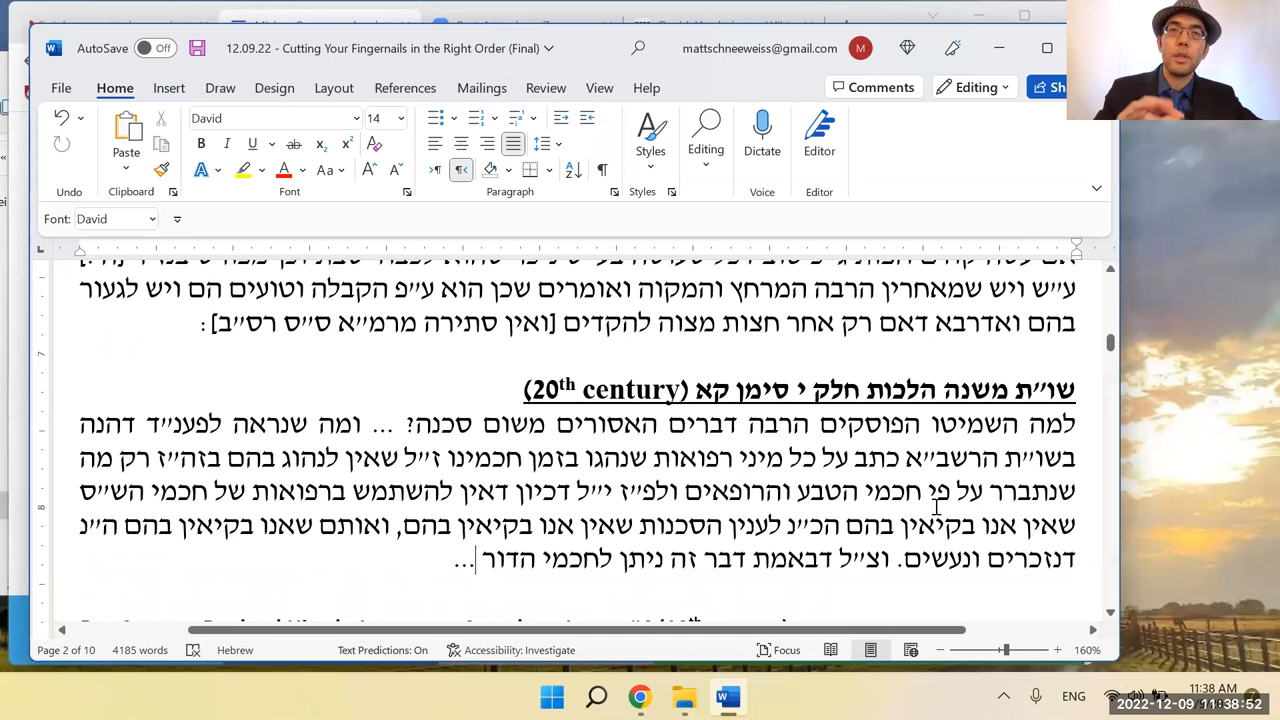 AutoSave Off 12.09.22 - Cutting Your Fingernails in the Right Order (Final) mattschneeweiss@gmail.com M
File Home Insert Draw Design Layout References Mailings Review View Help Comments Editing
David 14
Paste Styles Editing Dictate Editor
B I U ab x₂ x² A A Aa A A
Undo Clipboard Font Paragraph Styles Voice Editor
Font: David
ע״ש ויש שמאחרין הרבה המרחץ והמקוה ואומרים שכן הוא ע״פ הקבלה וטועים הם ויש לגעור
בהם ואדרבא דאם רק אחר חצות מצוה להקדים [ואין סתירה מרמ״א ס״ס רס״ב]:
7
שו״ת משנה הלכות חלק י סימן קא (20th century)
למה השמיטו הפוסקים הרבה דברים האסורים משום סכנה? ... ומה שנראה לפענ״ד דהנה
בשו״ת הרשב״א כתב על כל מיני רפואות שנהגו בזמן חכמינו ז״ל שאין לנהוג בהם בזה״ז רק מה
שנתברר על פי חכמי הטבע והרופאים ולפ״ז י״ל דכיון דאין להשתמש ברפואות של חכמי הש״ס
8
שאין אנו בקיאין בהם הכ״נ לענין הסכנות שאין אנו בקיאין בהם, ואותם שאנו בקיאין בהם ה״נ
דנזכרים ונעשים. וצ״ל דבאמת דבר זה ניתן לחכמי הדור ...
Page 2 of 10 4185 words Hebrew Text Predictions: On Accessibility: Investigate Focus 160%
ENG 11:38 AM
2022-12-09 11:38:52